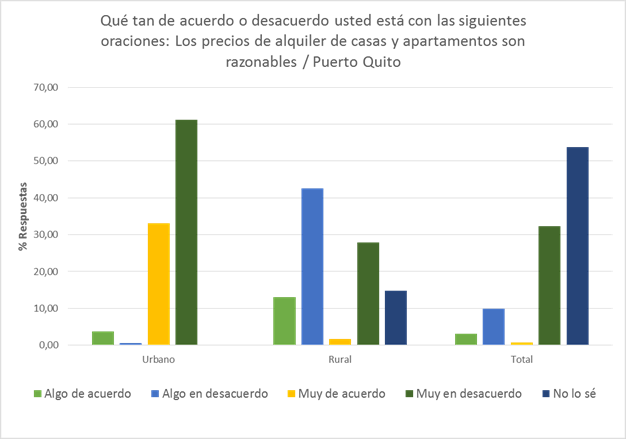 Qué tan de acuerdo o desacuerdo usted está con las siguientes
oraciones: Los precios de alquiler de casas y apartamentos son
razonables / Puerto Quito
70,00
60,00
50,00
40,00
30,00
20,00
10,00
0,00
% Respuestas
Urbano Rural Total
Algo de acuerdo Algo en desacuerdo Muy de acuerdo Muy en desacuerdo No lo sé